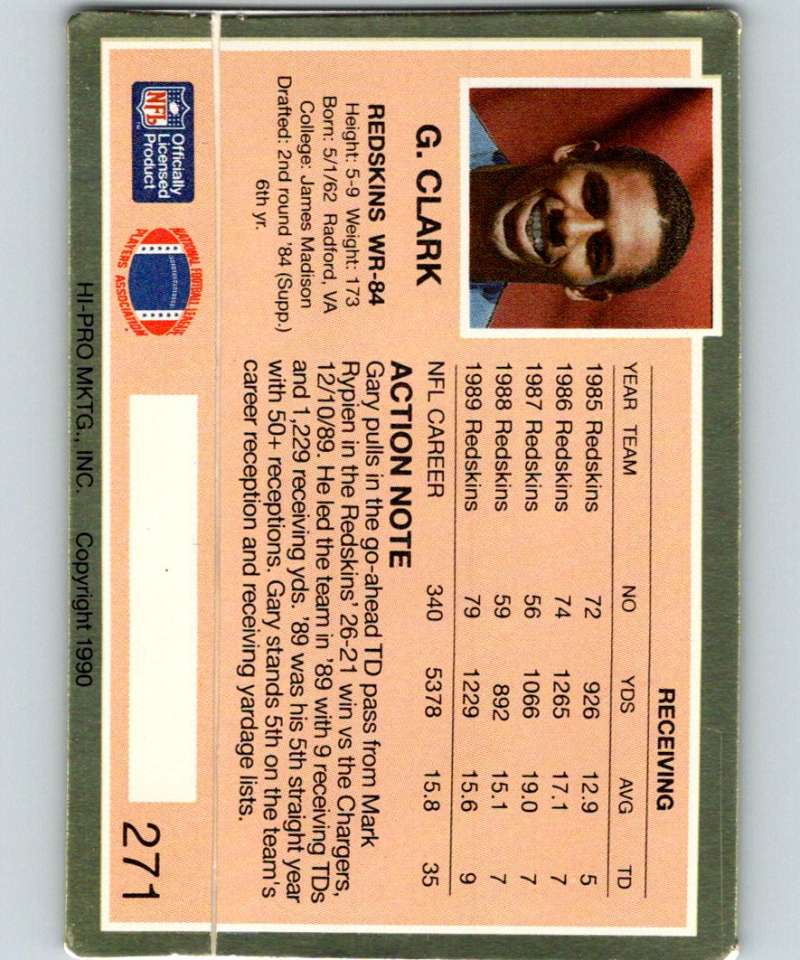 G. CLARK
REDSKINS WR-84
Height: 5-9 Weight: 173
Born: 5/1/62 Radford, VA
College: James Madison
Drafted: 2nd round '84 (Supp.)
6th yr.
NFL
Officially
Licensed
Product
NATIONAL FOOTBALL LEAGUE
PLAYERS ASSOCIATION
RECEIVING
YEAR TEAM NO YDS AVG TD
1985 Redskins 72 926 12.9 5
1986 Redskins 74 1265 17.1 7
1987 Redskins 56 1066 19.0 7
1988 Redskins 59 892 15.1 7
1989 Redskins 79 1229 15.6 9
NFL CAREER 340 5378 15.8 35
ACTION NOTE
Gary pulls in the go-ahead TD pass from Mark
Rypien in the Redskins' 26-21 win vs the Chargers,
12/10/89. He led the team in '89 with 9 receiving TDs
and 1,229 receiving yds. '89 was his 5th straight year
with 50+ receptions. Gary stands 5th on the team's
career reception and receiving yardage lists.
271
HI-PRO MKTG., INC. Copyright 1990